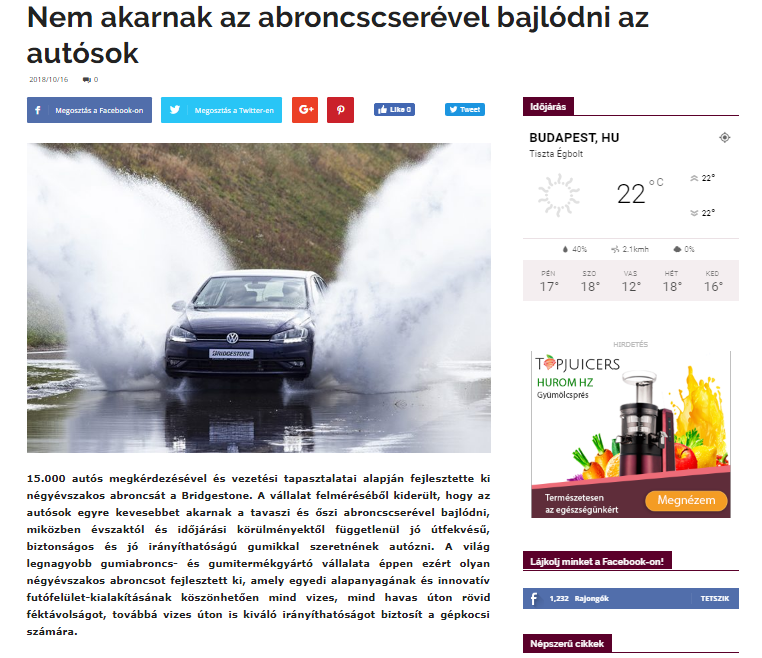 Nem akarnak az abroncscserével bajlódni az
autósok
2018/10/16 0
Megosztás a Facebook-on
Megosztás a Twitter-en
G+
Like 0
Tweet
BRIDGESTONE
15.000 autós megkérdezésével és vezetési tapasztalatai alapján fejlesztette ki
négyévszakos abroncsát a Bridgestone. A vállalat felméréséből kiderült, hogy az
autósok egyre kevesebbet akarnak a tavaszi és őszi abroncscserével bajlódni,
miközben évszaktól és időjárási körülményektől függetlenül jó útfekvésű,
biztonságos és jó irányíthatóságú gumikkal szeretnének autózni. A világ
legnagyobb gumiabroncs- és gumitermékgyártó vállalata éppen ezért olyan
négyévszakos abroncsot fejlesztett ki, amely egyedi alapanyagának és innovatív
futófelület-kialakításának köszönhetően mind vizes, mind havas úton rövid
féktávolságot, továbbá vizes úton is kiváló irányíthatóságot biztosít a gépkocsi
számára.
Időjárás
BUDAPEST, HU
Tiszta Égbolt
22 °C
22°
22°
40% 2.1kmh 0%
PÉN SZO VAS HÉT KED
17° 18° 12° 18° 16°
HIRDETÉS
TOPJUICERS
HUROM HZ
Gyümölcsprés
Természetesen
az egészségünkért
Megnézem
Lájkolj minket a Facebook-on!
1,232 Rajongók TETSZIK
Népszerű cikkek